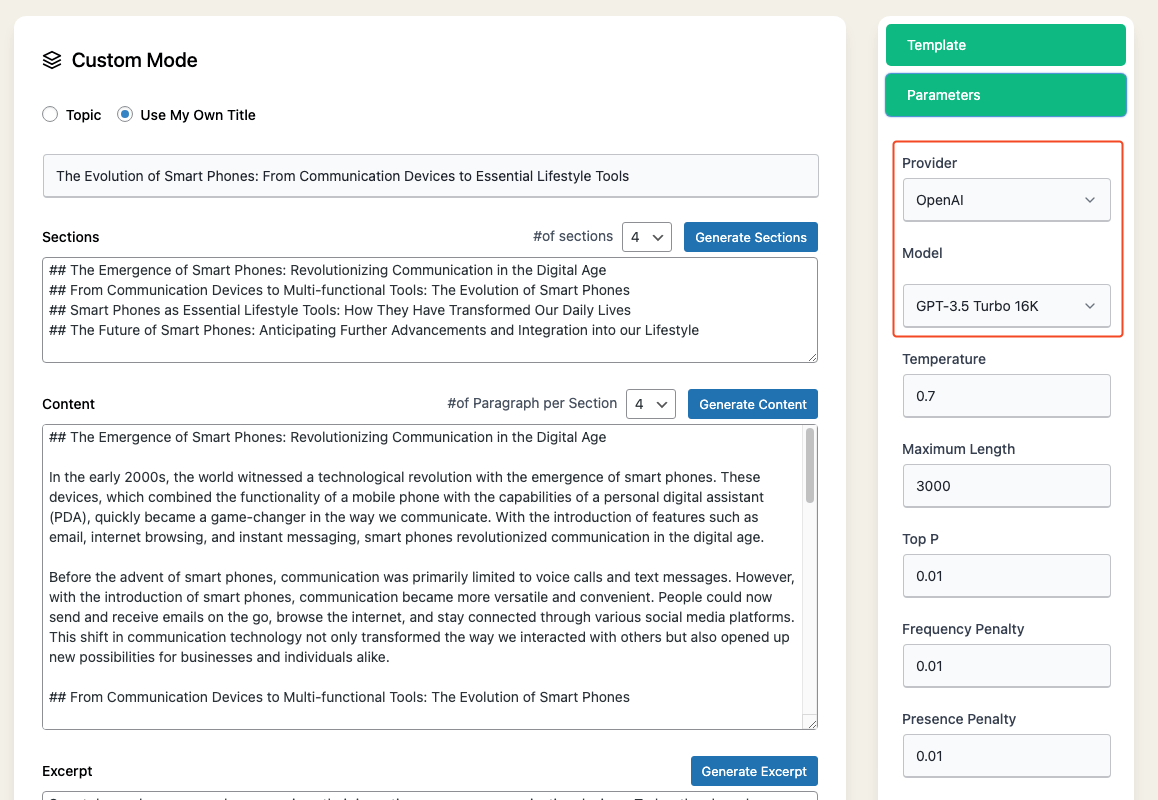 Custom Mode
Topic
Use My Own Title
The Evolution of Smart Phones: From Communication Devices to Essential Lifestyle Tools
Sections
#of sections
4
Generate Sections
## The Emergence of Smart Phones: Revolutionizing Communication in the Digital Age
## From Communication Devices to Multi-functional Tools: The Evolution of Smart Phones
## Smart Phones as Essential Lifestyle Tools: How They Have Transformed Our Daily Lives
## The Future of Smart Phones: Anticipating Further Advancements and Integration into our Lifestyle
Content
#of Paragraph per Section
4
Generate Content
## The Emergence of Smart Phones: Revolutionizing Communication in the Digital Age
In the early 2000s, the world witnessed a technological revolution with the emergence of smart phones. These
devices, which combined the functionality of a mobile phone with the capabilities of a personal digital assistant
(PDA), quickly became a game-changer in the way we communicate. With the introduction of features such as
email, internet browsing, and instant messaging, smart phones revolutionized communication in the digital age.
Before the advent of smart phones, communication was primarily limited to voice calls and text messages. However,
with the introduction of smart phones, communication became more versatile and convenient. People could now
send and receive emails on the go, browse the internet, and stay connected through various social media platforms.
This shift in communication technology not only transformed the way we interacted with others but also opened up
new possibilities for businesses and individuals alike.
## From Communication Devices to Multi-functional Tools: The Evolution of Smart Phones
Excerpt
Generate Excerpt
Template
Parameters
Provider
OpenAI
Model
GPT-3.5 Turbo 16K
Temperature
0.7
Maximum Length
3000
Top P
0.01
Frequency Penalty
0.01
Presence Penalty
0.01